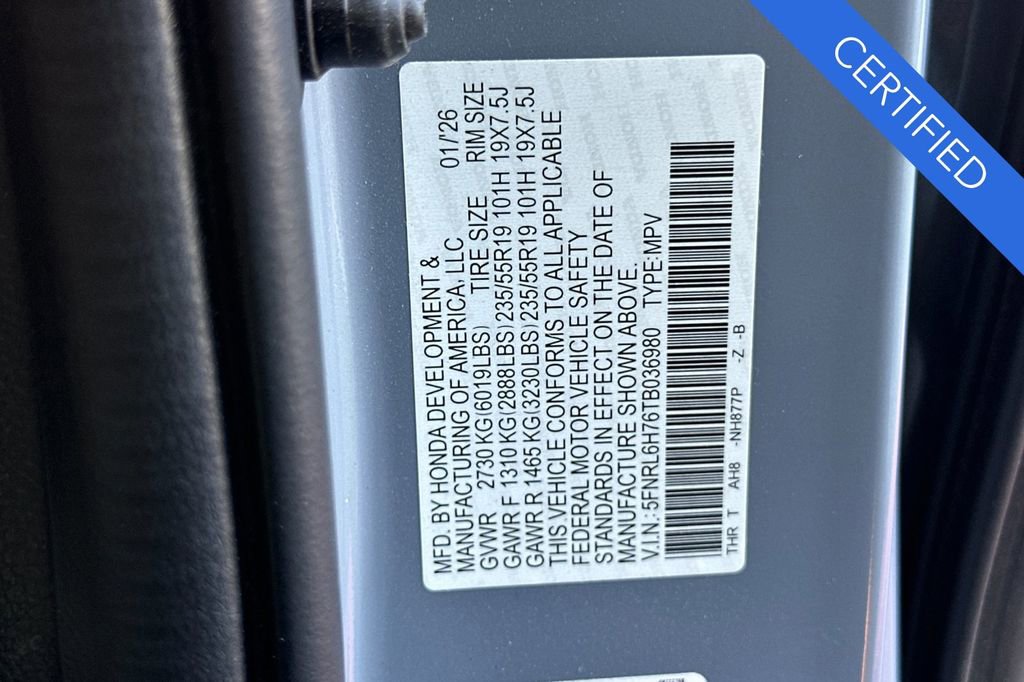 MFD. BY HONDA DEVELOPMENT &
MANUFACTURING OF AMERICA, LLC 01/'26
GVWR 2730 KG(6019LBS) TIRE SIZE RIM SIZE
GAWR F 1310 KG(2888LBS) 235/55R19 101H 19X7.5J
GAWR R 1465 KG(3230LBS) 235/55R19 101H 19X7.5J
THIS VEHICLE CONFORMS TO ALL APPLICABLE
FEDERAL MOTOR VEHICLE SAFETY
STANDARDS IN EFFECT ON THE DATE OF
MANUFACTURE SHOWN ABOVE.
V.I.N.: 5FNRL6H76TB036980 TYPE: MPV
THR T AH8 -NH877P -Z -B
CERTIFIED